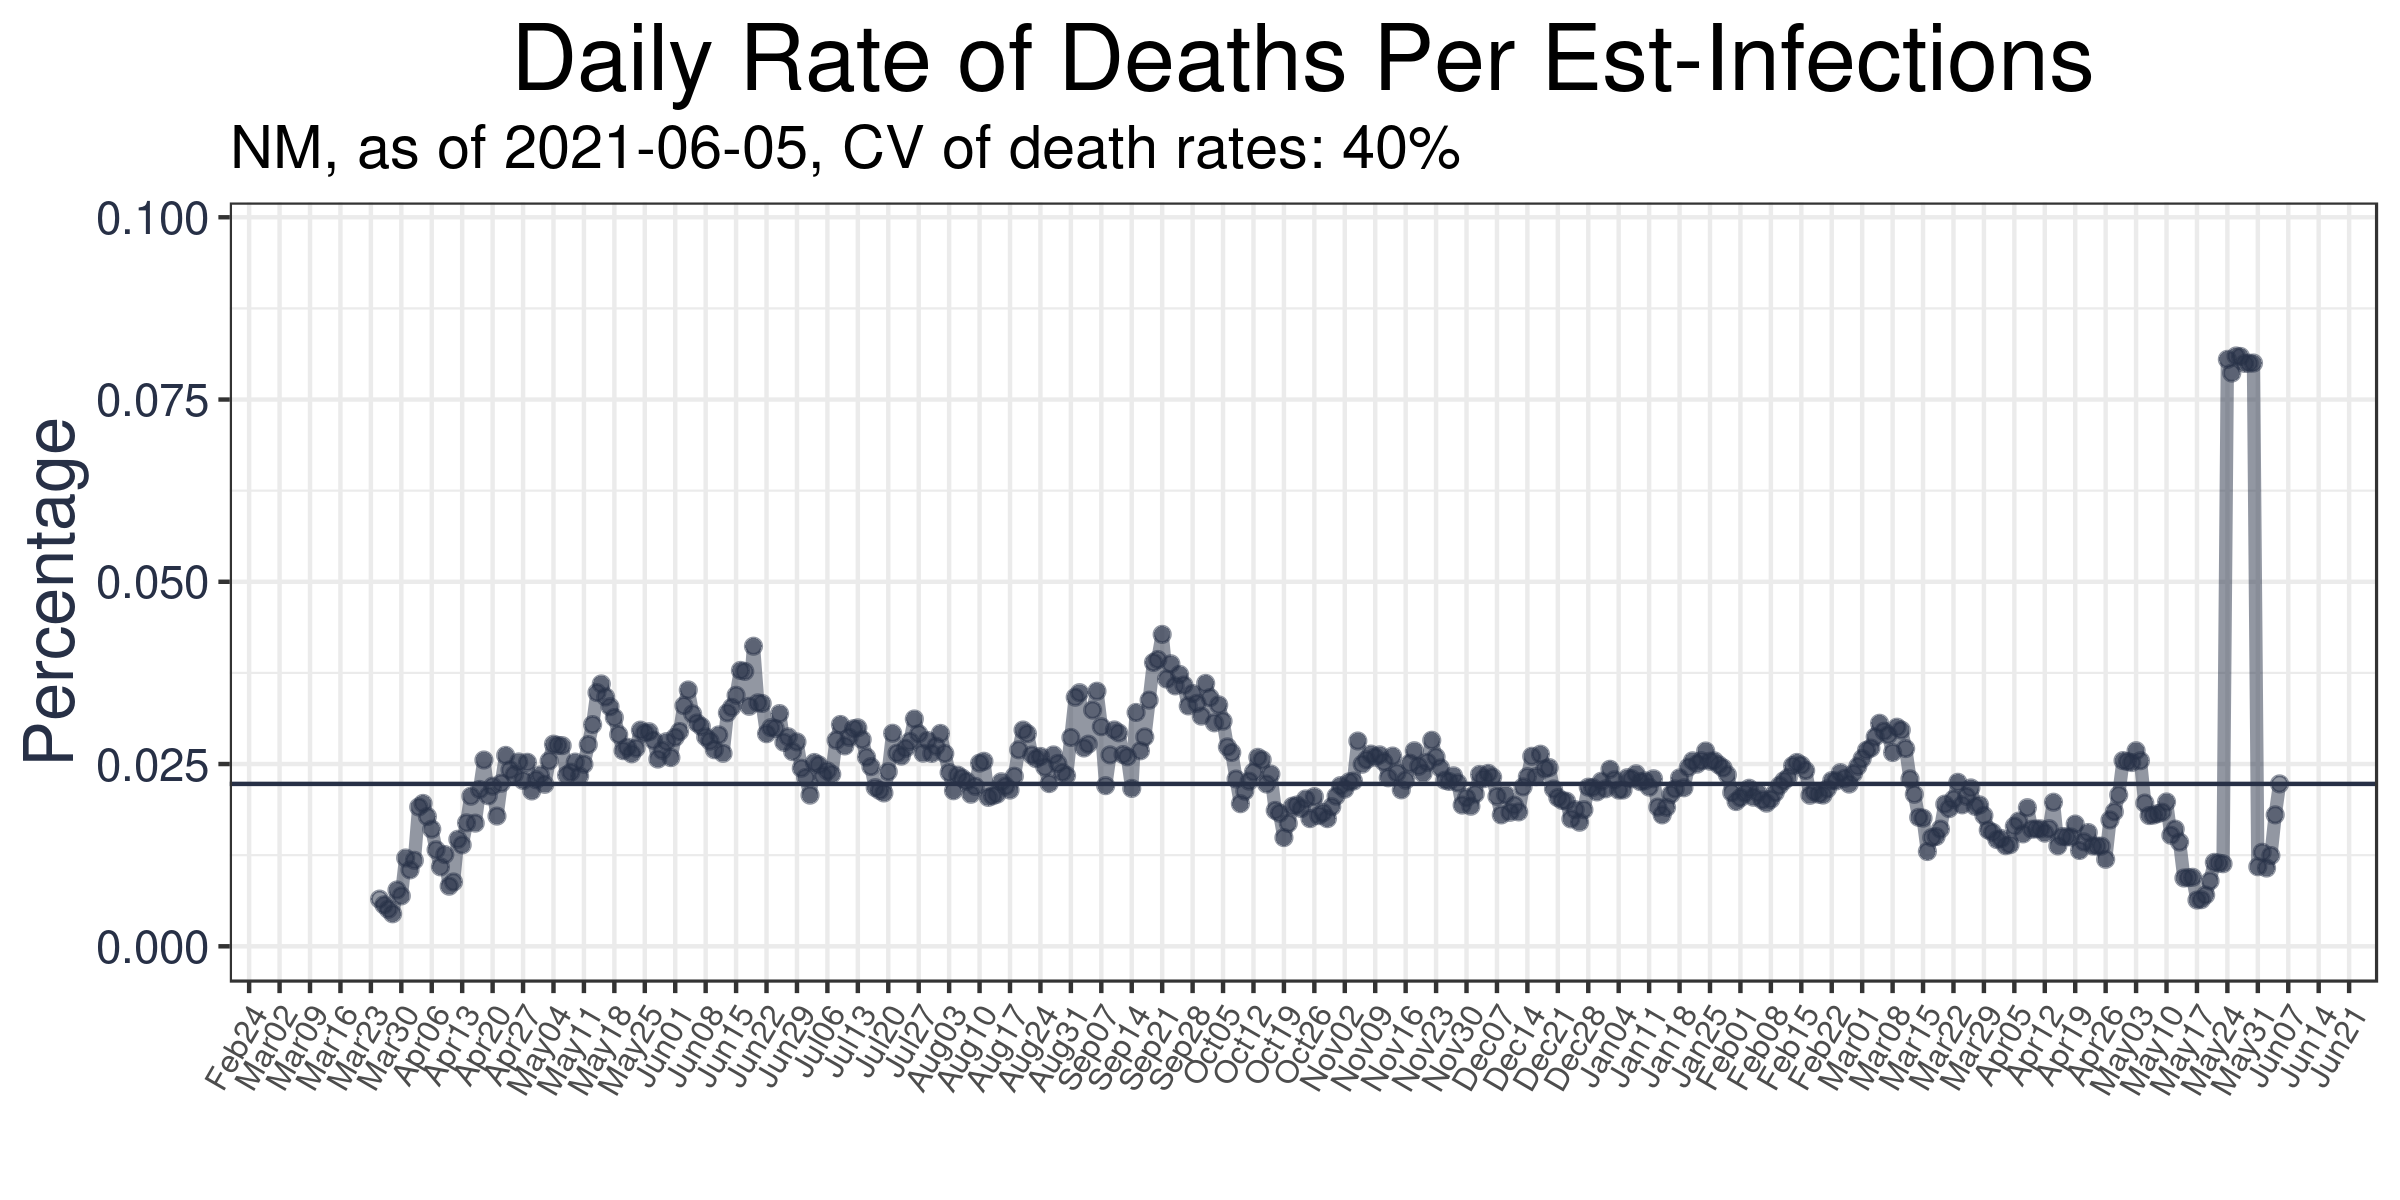 Daily Rate of Deaths Per Est-Infections
NM, as of 2021-06-05, CV of death rates: 40%
Percentage
0.100
0.075
0.050
0.025
0.000
Feb24
Mar02
Mar09
Mar16
Mar23
Mar30
Apr06
Apr13
Apr20
Apr27
May04
May11
May18
May25
Jun01
Jun08
Jun15
Jun22
Jun29
Jul06
Jul13
Jul20
Jul27
Aug03
Aug10
Aug17
Aug24
Aug31
Sep07
Sep14
Sep21
Sep28
Oct05
Oct12
Oct19
Oct26
Nov02
Nov09
Nov16
Nov23
Nov30
Dec07
Dec14
Dec21
Dec28
Jan04
Jan11
Jan18
Jan25
Feb01
Feb08
Feb15
Feb22
Mar01
Mar08
Mar15
Mar22
Mar29
Apr05
Apr12
Apr19
Apr26
May03
May10
May17
May24
May31
Jun07
Jun14
Jun21